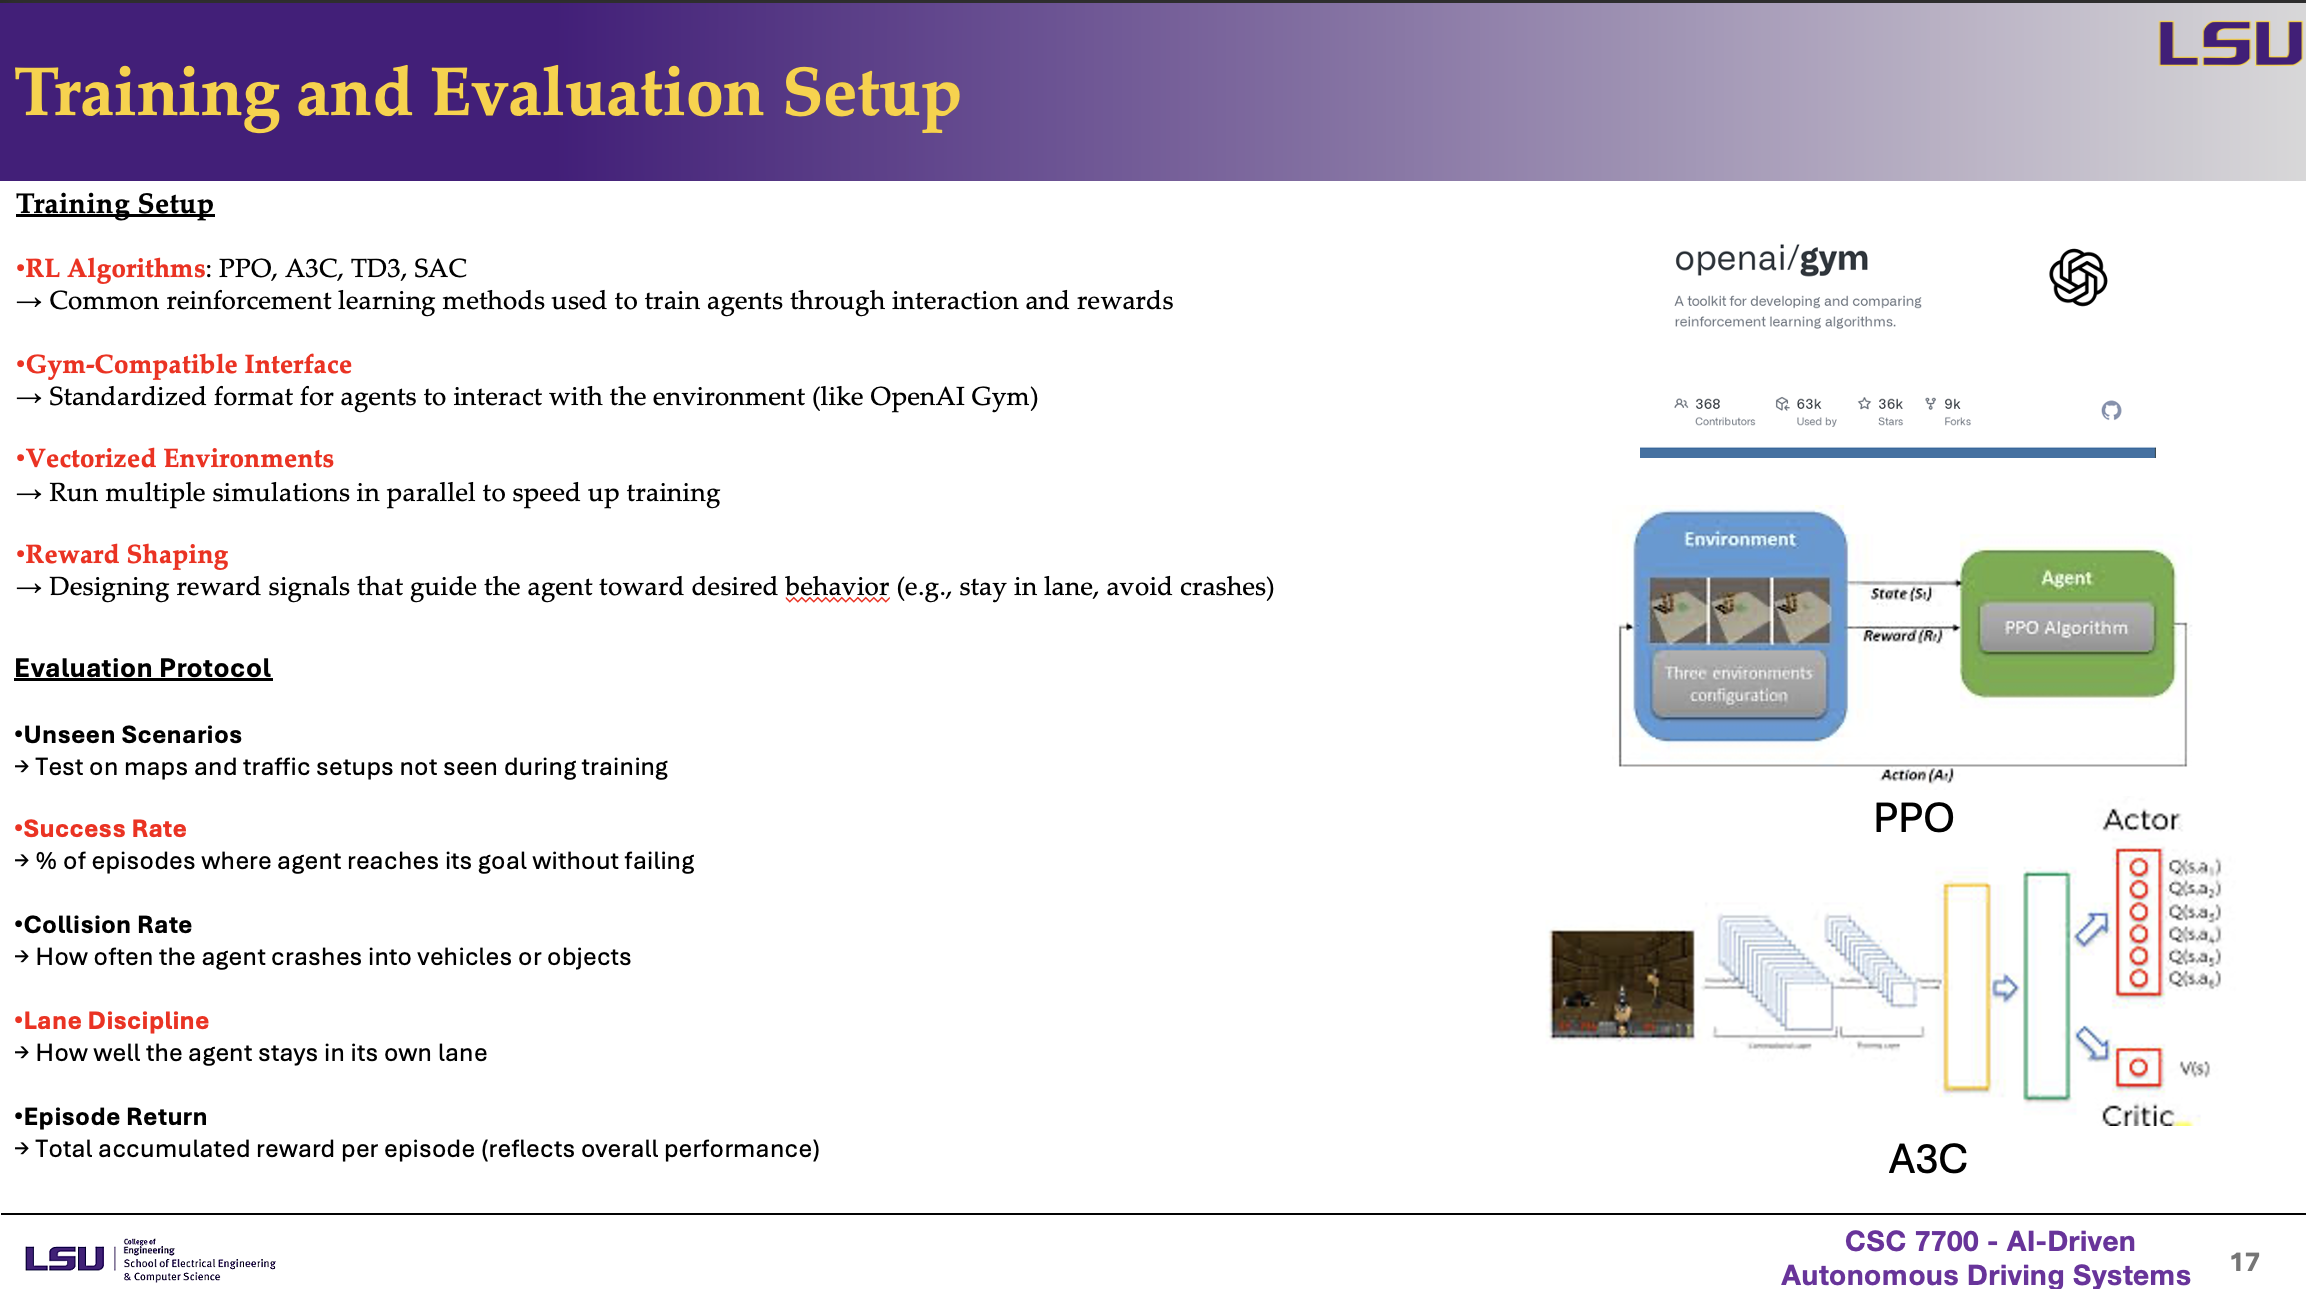 LSU
Training and Evaluation Setup
Training Setup
•RL Algorithms: PPO, A3C, TD3, SAC
→ Common reinforcement learning methods used to train agents through interaction and rewards
•Gym-Compatible Interface
→ Standardized format for agents to interact with the environment (like OpenAI Gym)
•Vectorized Environments
→ Run multiple simulations in parallel to speed up training
•Reward Shaping
→ Designing reward signals that guide the agent toward desired behavior (e.g., stay in lane, avoid crashes)
Evaluation Protocol
•Unseen Scenarios
→ Test on maps and traffic setups not seen during training
•Success Rate
→ % of episodes where agent reaches its goal without failing
•Collision Rate
→ How often the agent crashes into vehicles or objects
•Lane Discipline
→ How well the agent stays in its own lane
•Episode Return
→ Total accumulated reward per episode (reflects overall performance)
openai/gym
A toolkit for developing and comparing
reinforcement learning algorithms.
368 63k 36k 9k
Contributors Used by Stars Forks
Environment
Three environments
configuration
State (St)
Reward (Rt)
Agent
PPO Algorithm
Action (At)
PPO
Actor
Q(s,a₁)
Q(s,a₂)
Q(s,a₃)
Q(s,a₄)
Q(s,a₅)
Q(s,a₆)
V(s)
Critic
A3C
LSU
College of
Engineering
School of Electrical Engineering
& Computer Science
CSC 7700 - AI-Driven
Autonomous Driving Systems
17